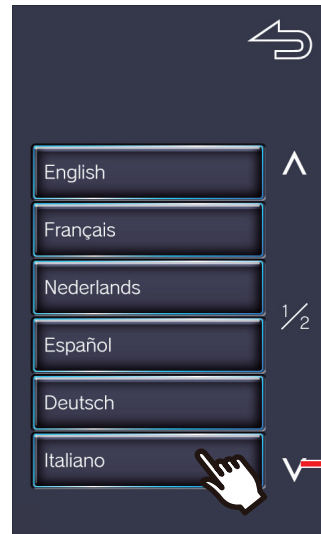 English
Français
Nederlands
1/2
Español
Deutsch
Italiano